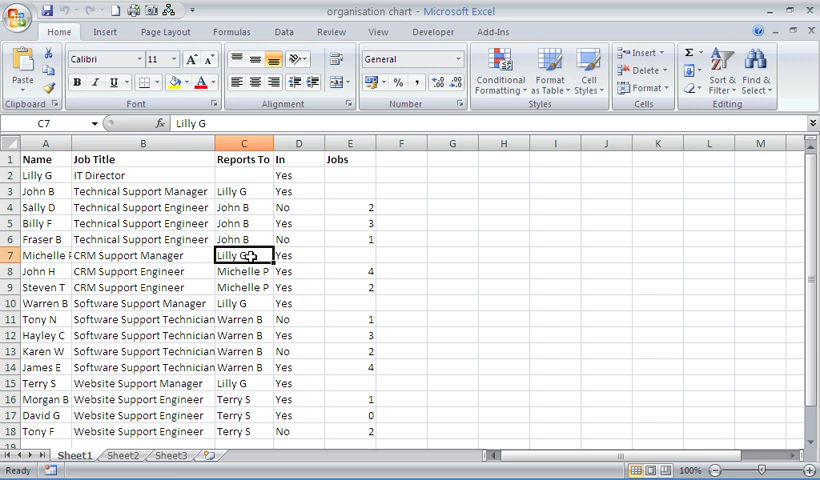 organisation chart - Microsoft Excel
Home Insert Page Layout Formulas Data Review View Developer Add-Ins
Paste
Calibri 11 A A
B I U A
General
% ,
Conditional Formatting
Format as Table
Cell Styles
Insert
Delete
Format
Σ
Sort & Filter
Find & Select
Clipboard Font Alignment Number Styles Cells Editing
C7 fx Lilly G
A B C D E F G H I J K L M
1 Name Job Title Reports To In Jobs
2 Lilly G IT Director Yes
3 John B Technical Support Manager Lilly G Yes
4 Sally D Technical Support Engineer John B No 2
5 Billy F Technical Support Engineer John B Yes 3
6 Fraser B Technical Support Engineer John B No 1
7 Michelle P CRM Support Manager Lilly G Yes
8 John H CRM Support Engineer Michelle P Yes 4
9 Steven T CRM Support Engineer Michelle P Yes 2
10 Warren B Software Support Manager Lilly G Yes
11 Tony N Software Support Technician Warren B No 1
12 Hayley C Software Support Technician Warren B Yes 3
13 Karen W Software Support Technician Warren B No 2
14 James E Software Support Technician Warren B Yes 4
15 Terry S Website Support Manager Lilly G Yes
16 Morgan B Website Support Engineer Terry S Yes 1
17 David G Website Support Engineer Terry S Yes 0
18 Tony F Website Support Engineer Terry S No 2
19
Sheet1 Sheet2 Sheet3
Ready 100%